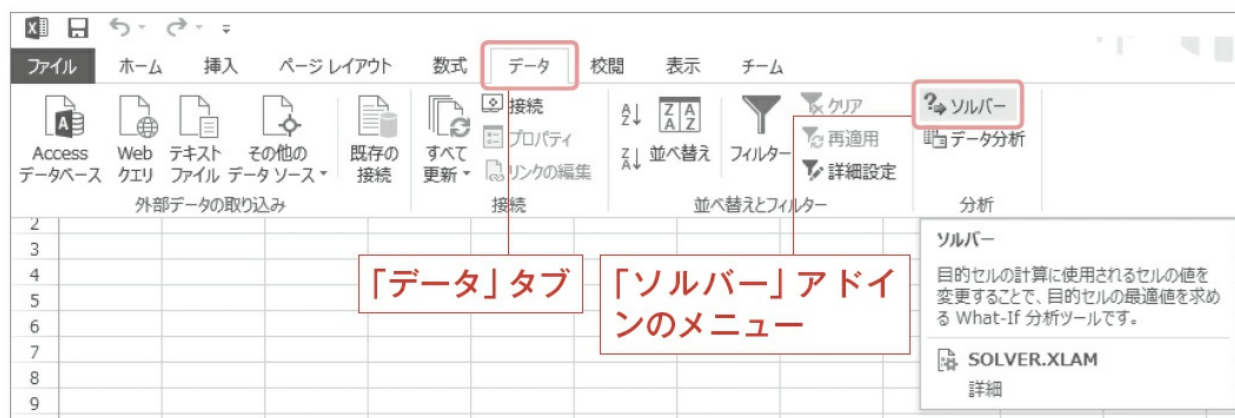 ファイル ホーム 挿入 ページ レイアウト 数式 データ 校閲 表示 チーム
Access
データベース
Web
クエリ
テキスト
ファイル
その他の
データ ソース
既存の
接続
外部データの取り込み
すべて
更新
接続
プロパティ
リンクの編集
接続
並べ替え
フィルター
クリア
再適用
詳細設定
並べ替えとフィルター
?ソルバー
データ分析
分析
2
3
4
5
6
7
8
9
「データ」タブ
「ソルバー」アドイ
ンのメニュー
ソルバー
目的セルの計算に使用されるセルの値を
変更することで、目的セルの最適値を求め
る What-If 分析ツールです。
SOLVER.XLAM
詳細